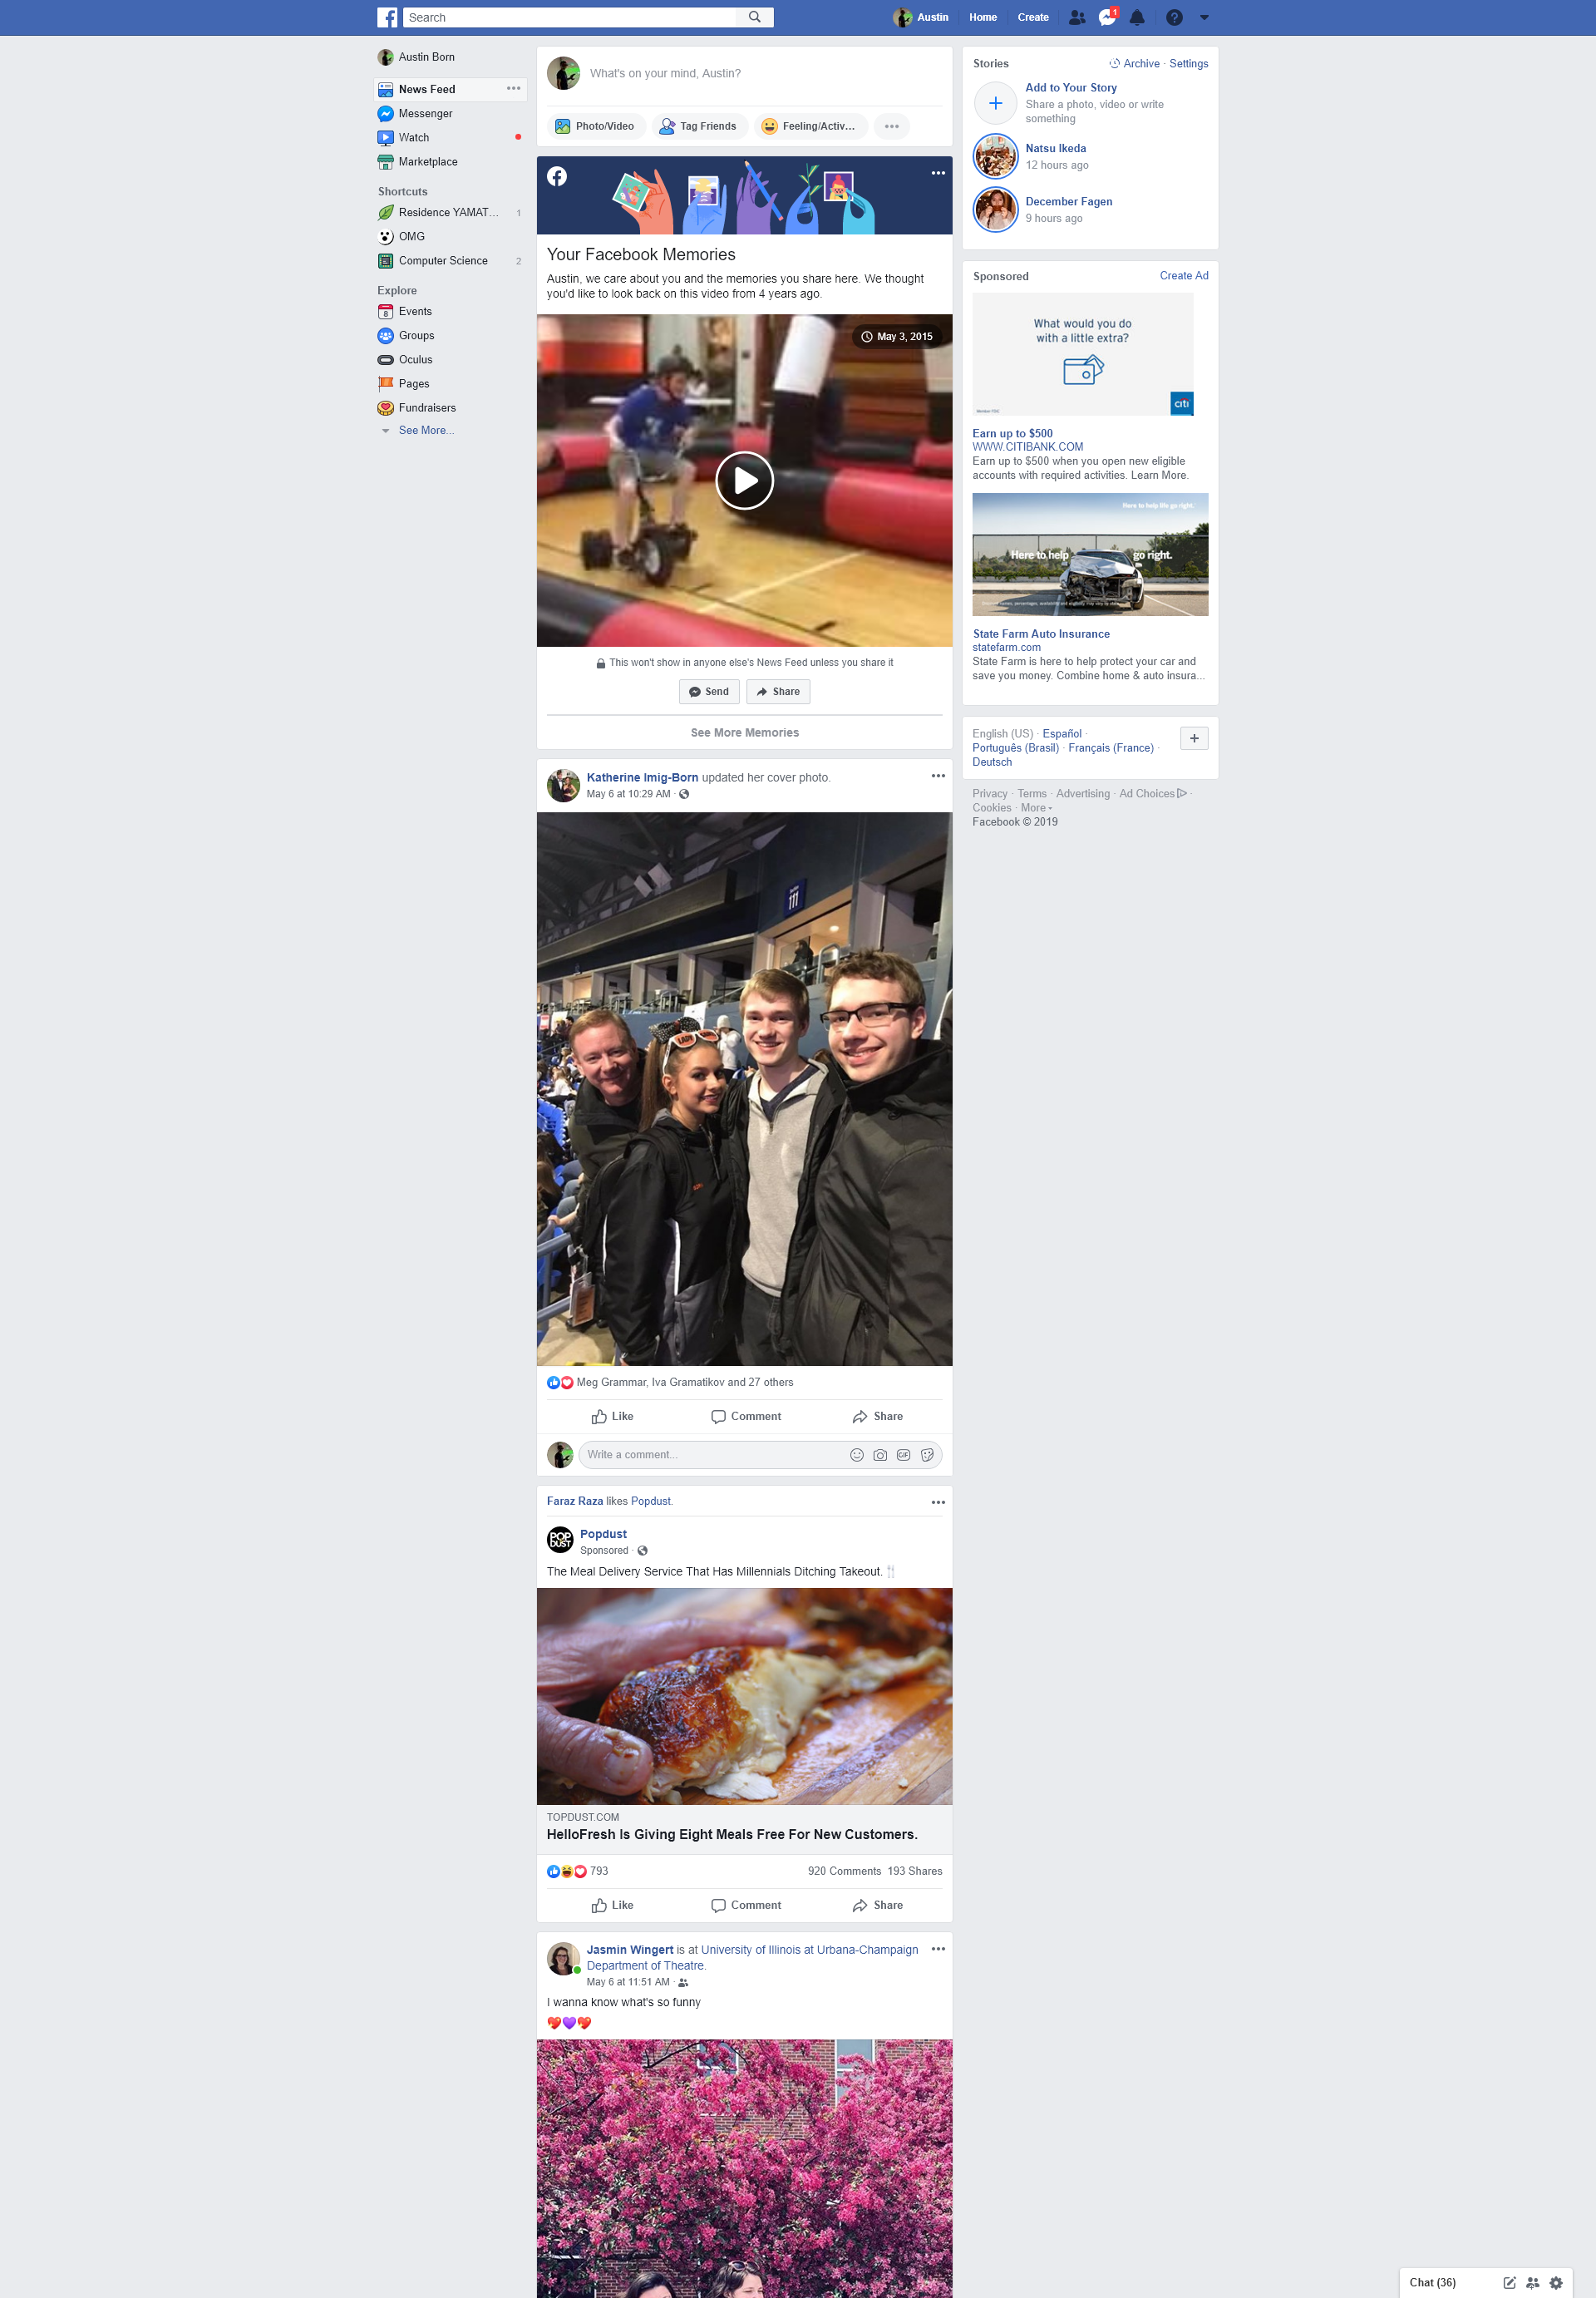 Search
Austin
Home
Create
1
Austin Born
News Feed
Messenger
Watch
Marketplace
Shortcuts
Residence YAMAT... 1
OMG
Computer Science 2
Explore
8
Events
Groups
Oculus
Pages
Fundraisers
See More...
What's on your mind, Austin?
Photo/Video
Tag Friends
Feeling/Activ...
Your Facebook Memories
Austin, we care about you and the memories you share here. We thought
you'd like to look back on this video from 4 years ago.
May 3, 2015
This won't show in anyone else's News Feed unless you share it
Send
Share
See More Memories
Katherine Imig-Born updated her cover photo.
May 6 at 10:29 AM ·
111
Meg Grammar, Iva Gramatikov and 27 others
Like
Comment
Share
Write a comment...
GIF
Faraz Raza likes Popdust.
POP
DUST
Popdust
Sponsored ·
The Meal Delivery Service That Has Millennials Ditching Takeout. 🍴
TOPDUST.COM
HelloFresh Is Giving Eight Meals Free For New Customers.
793
920 Comments 193 Shares
Like
Comment
Share
Jasmin Wingert is at University of Illinois at Urbana-Champaign
Department of Theatre.
May 6 at 11:51 AM ·
I wanna know what's so funny
💖💜💖
Stories
Archive · Settings
Add to Your Story
Share a photo, video or write
something
Natsu Ikeda
12 hours ago
December Fagen
9 hours ago
Sponsored
Create Ad
What would you do
with a little extra?
Member FDIC
citi
Earn up to $500
WWW.CITIBANK.COM
Earn up to $500 when you open new eligible
accounts with required activities. Learn More.
Here to help life go right.
Here to help go right.
State Farm Auto Insurance
statefarm.com
State Farm is here to help protect your car and
save you money. Combine home & auto insura...
English (US) · Español ·
Português (Brasil) · Français (France) ·
Deutsch
Privacy · Terms · Advertising · Ad Choices ·
Cookies · More
Facebook © 2019
Chat (36)